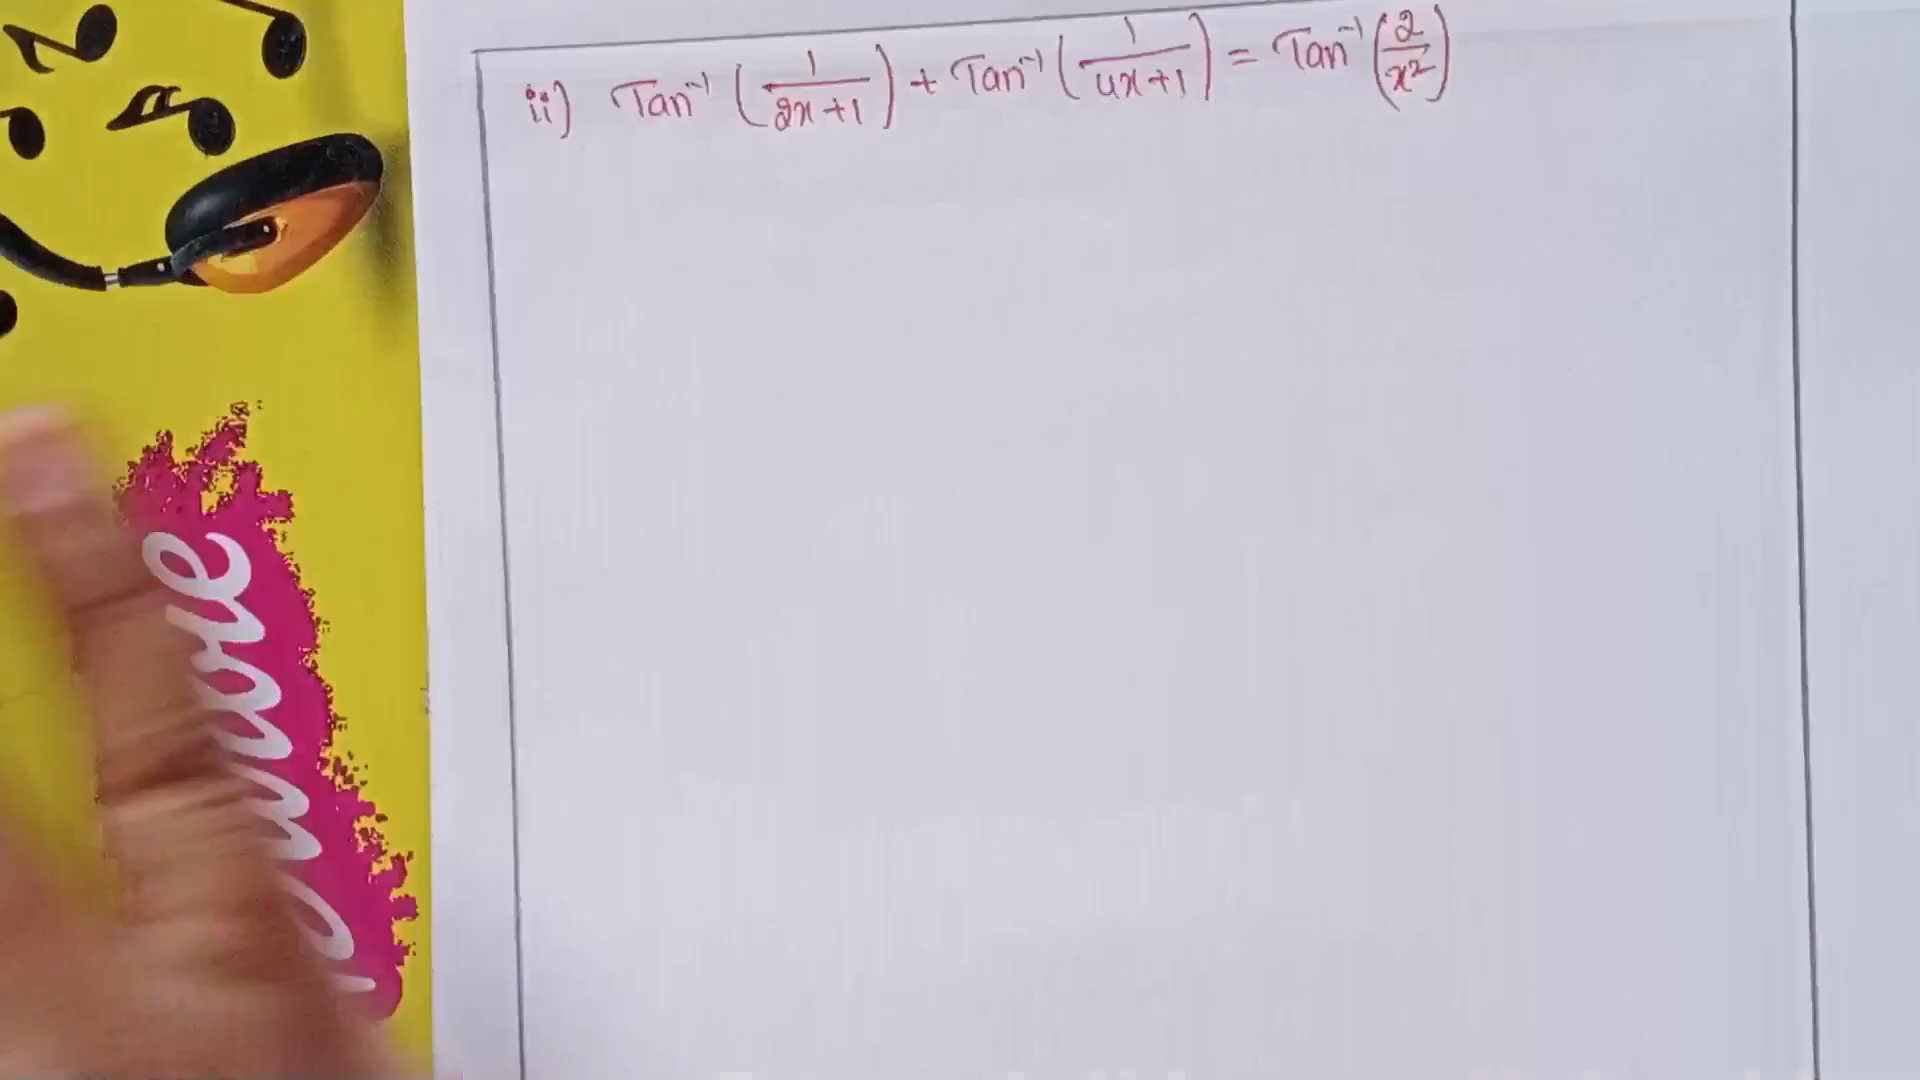 ii) Tan⁻¹ (1/2x+1) + Tan⁻¹ (1/4x+1) = Tan⁻¹ (2/x²)